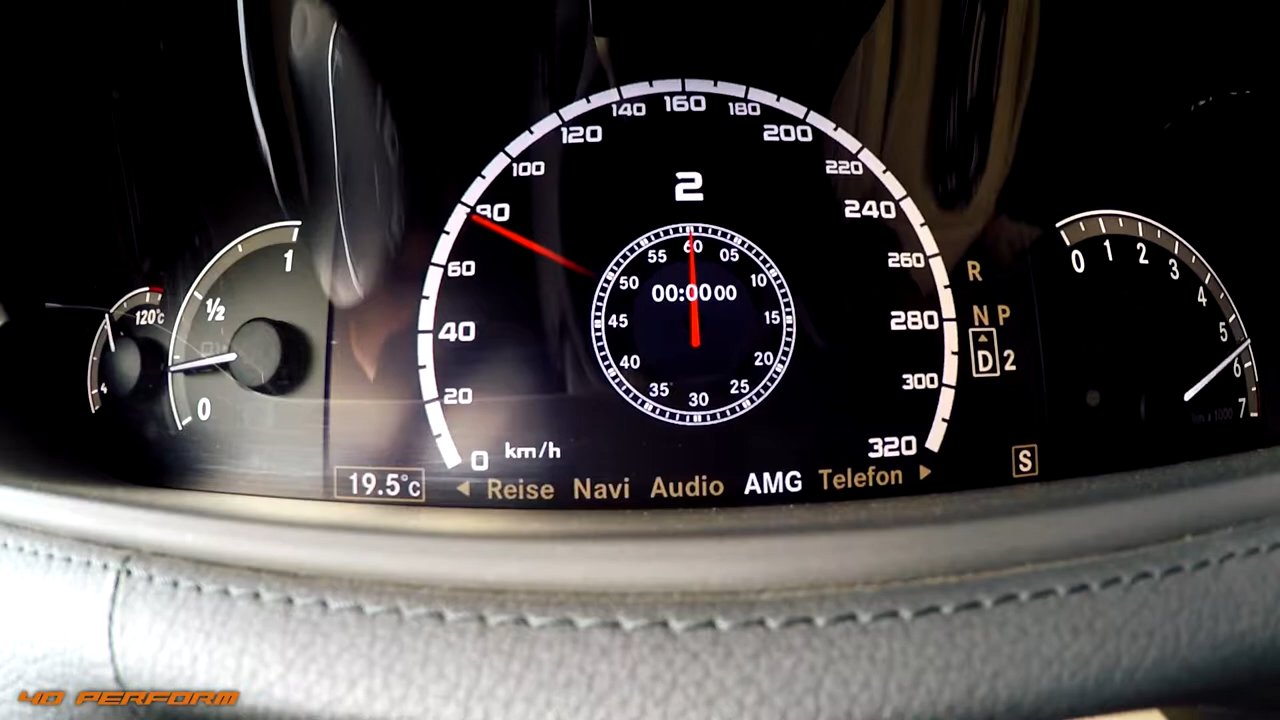 140 160 180
120 200
100 220
2
80 240
60 260
40 280
20 300
0 km/h 320
60 05 10 15 20 25 30 35 40 45 50 55
00:00 00
1
1/2
0
120°C
R
N P
D 2
S
0 1 2 3 4 5 6 7
19.5°C
Reise Navi Audio AMG Telefon
4D PERFORM